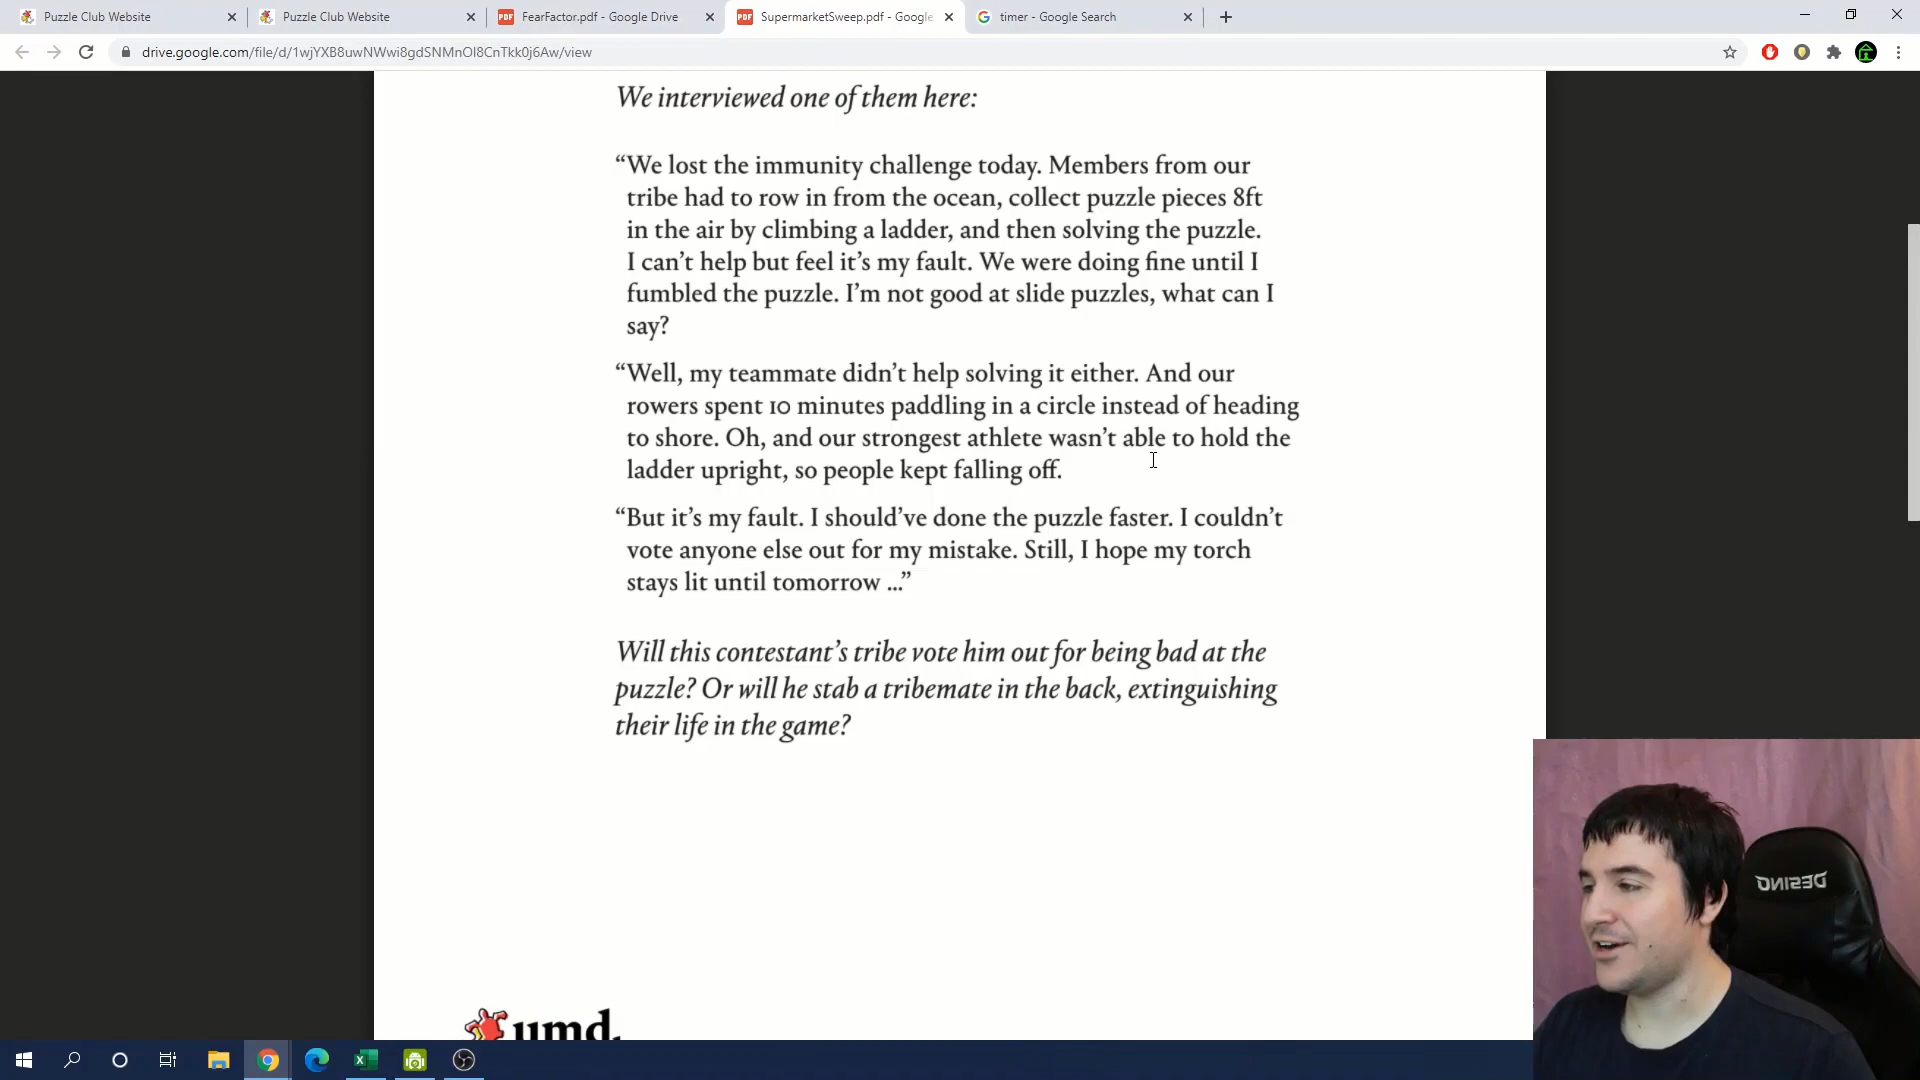 Puzzle Club Website
Puzzle Club Website
FearFactor.pdf - Google Drive
SupermarketSweep.pdf - Google
timer - Google Search
drive.google.com/file/d/1wjYXB8uwNWwi8gdSNMnOl8CnTkk0j6Aw/view
We interviewed one of them here:
“We lost the immunity challenge today. Members from our
tribe had to row in from the ocean, collect puzzle pieces 8ft
in the air by climbing a ladder, and then solving the puzzle.
I can’t help but feel it’s my fault. We were doing fine until I
fumbled the puzzle. I’m not good at slide puzzles, what can I
say?
“Well, my teammate didn’t help solving it either. And our
rowers spent 10 minutes paddling in a circle instead of heading
to shore. Oh, and our strongest athlete wasn’t able to hold the
ladder upright, so people kept falling off.
“But it’s my fault. I should’ve done the puzzle faster. I couldn’t
vote anyone else out for my mistake. Still, I hope my torch
stays lit until tomorrow ...”
Will this contestant’s tribe vote him out for being bad at the
puzzle? Or will he stab a tribemate in the back, extinguishing
their life in the game?
umd.
DESINO